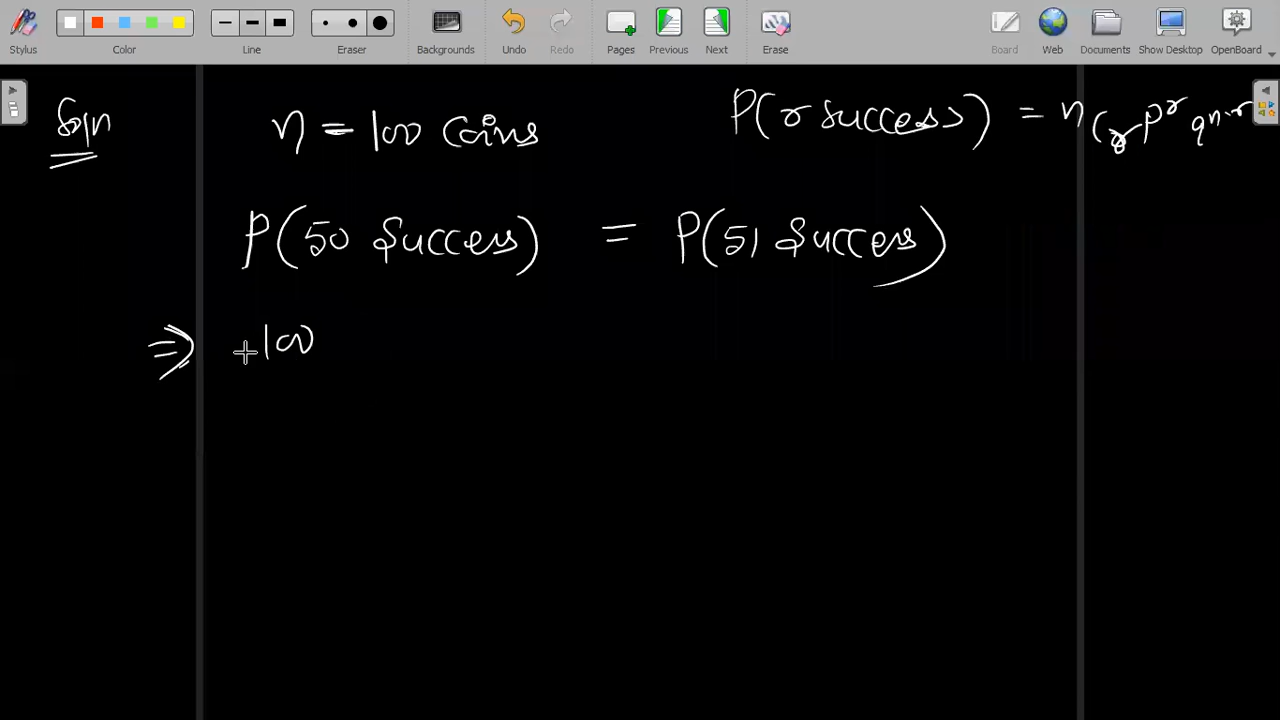 Stylus Color Line Eraser Backgrounds Undo Redo Pages Previous Next Erase Board Web Documents Show Desktop OpenBoard
Soln n = 100 Coins P(r success) = nCr p^r q^n-r
P(50 Success) = P(51 Success)
⇒ 100